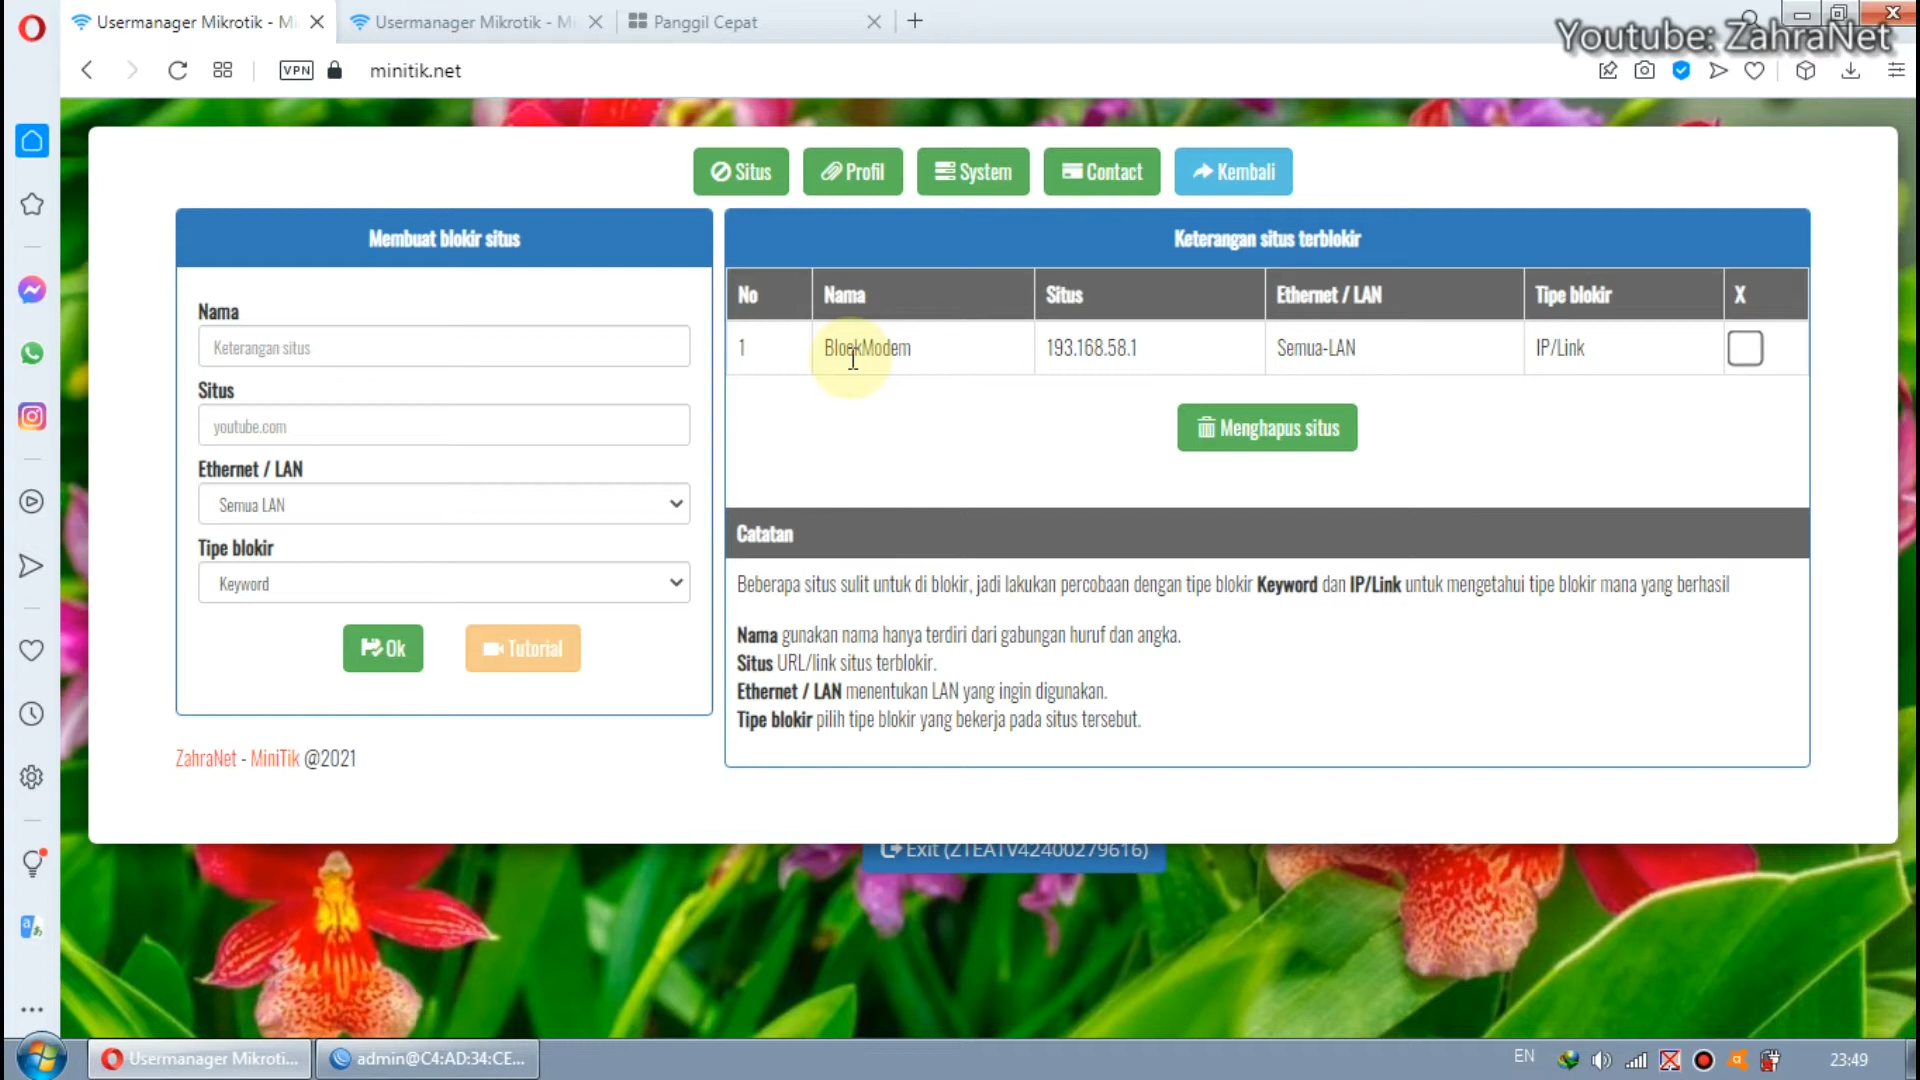 Usermanager Mikrotik - Mi
Usermanager Mikrotik - Mi
Panggil Cepat
Youtube: ZahraNet
VPN
minitik.net
Situs
Profil
System
Contact
Kembali
Membuat blokir situs
Nama
Keterangan situs
Situs
youtube.com
Ethernet / LAN
Semua LAN
Tipe blokir
Keyword
Ok
Tutorial
ZahraNet - MiniTik @2021
Keterangan situs terblokir
No Nama Situs Ethernet / LAN Tipe blokir X
1 BlockModem 193.168.58.1 Semua-LAN IP/Link
Menghapus situs
Catatan
Beberapa situs sulit untuk di blokir, jadi lakukan percobaan dengan tipe blokir Keyword dan IP/Link untuk mengetahui tipe blokir mana yang berhasil
Nama gunakan nama hanya terdiri dari gabungan huruf dan angka.
Situs URL/link situs terblokir.
Ethernet / LAN menentukan LAN yang ingin digunakan.
Tipe blokir pilih tipe blokir yang bekerja pada situs tersebut.
Exit (ZTEATV42400279616)
Usermanager Mikroti...
admin@C4:AD:34:CE...
EN
23:49